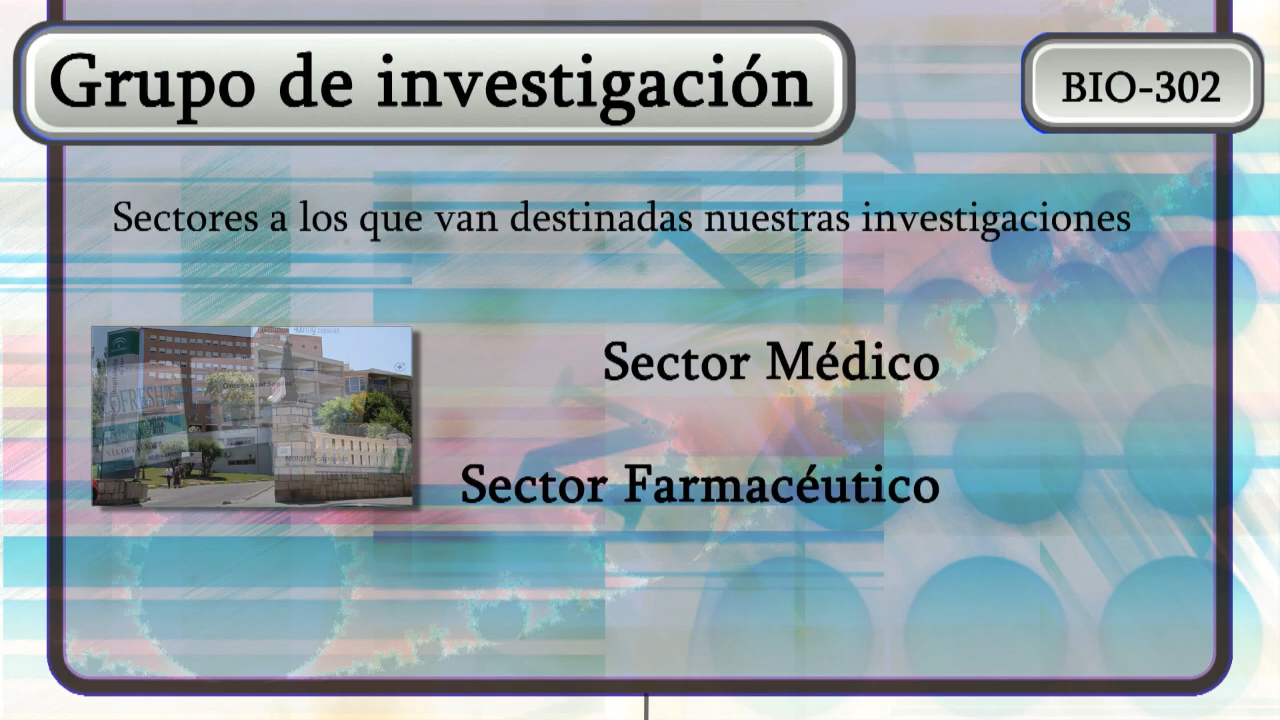 Grupo de investigación
BIO-302
Sectores a los que van destinadas nuestras investigaciones
Sector Médico
Sector Farmacéutico